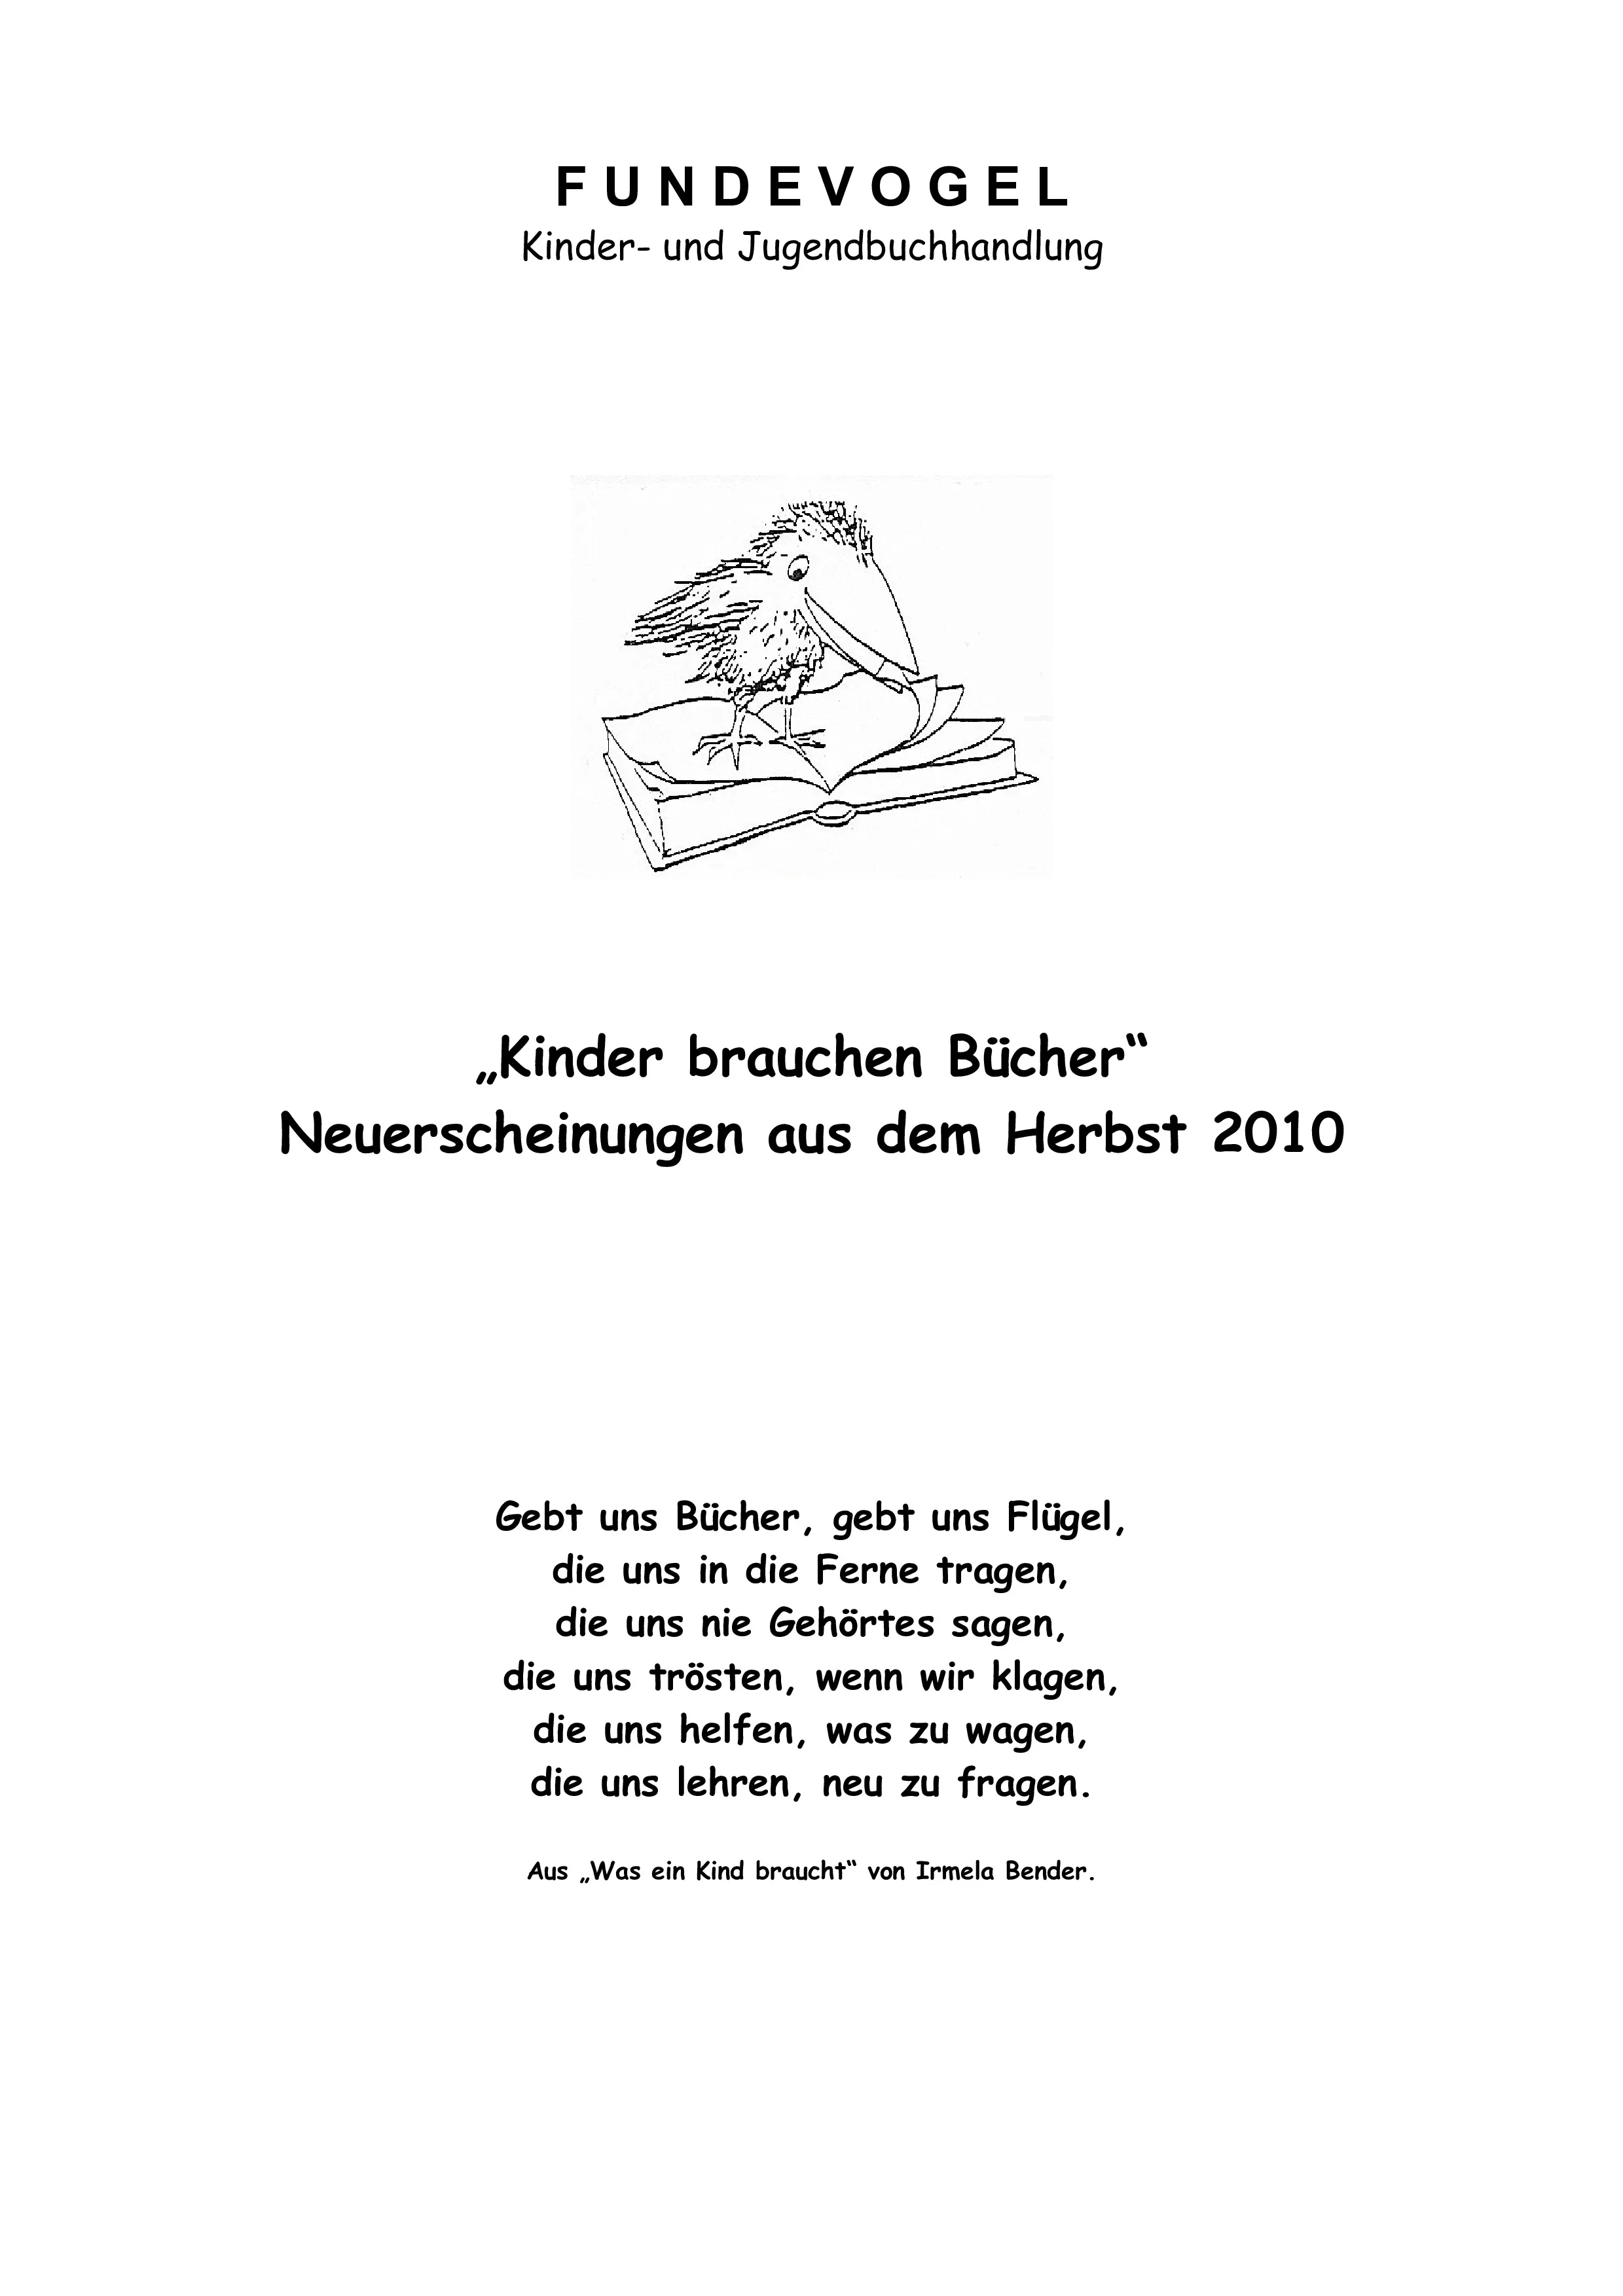 FUNDEVOGEL
Kinder- und Jugendbuchhandlung
„Kinder brauchen Bücher“
Neuerscheinungen aus dem Herbst 2010
Gebt uns Bücher, gebt uns Flügel,
die uns in die Ferne tragen,
die uns nie Gehörtes sagen,
die uns trösten, wenn wir klagen,
die uns helfen, was zu wagen,
die uns lehren, neu zu fragen.
Aus „Was ein Kind braucht“ von Irmela Bender.